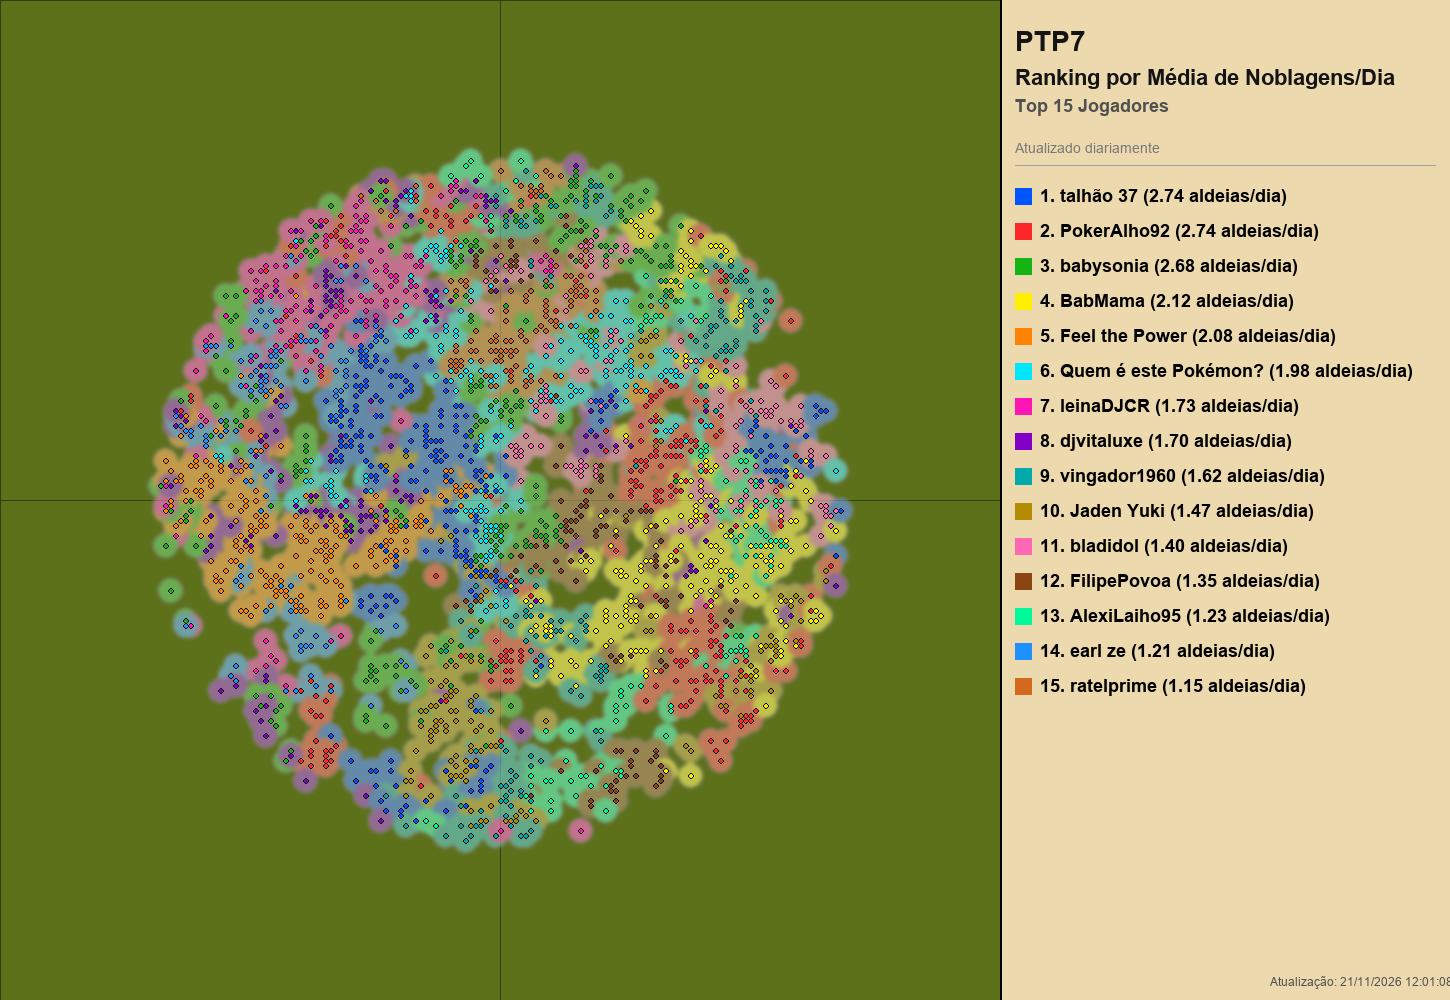 PTP7
Ranking por Média de Noblagens/Dia
Top 15 Jogadores
Atualizado diariamente
1. talhão 37 (2.74 aldeias/dia)
2. PokerAlho92 (2.74 aldeias/dia)
3. babysonia (2.68 aldeias/dia)
4. BabMama (2.12 aldeias/dia)
5. Feel the Power (2.08 aldeias/dia)
6. Quem é este Pokémon? (1.98 aldeias/dia)
7. leinaDJCR (1.73 aldeias/dia)
8. djvitaluxe (1.70 aldeias/dia)
9. vingador1960 (1.62 aldeias/dia)
10. Jaden Yuki (1.47 aldeias/dia)
11. bladidol (1.40 aldeias/dia)
12. FilipePovoa (1.35 aldeias/dia)
13. AlexiLaiho95 (1.23 aldeias/dia)
14. earl ze (1.21 aldeias/dia)
15. ratelprime (1.15 aldeias/dia)
Atualização: 21/11/2026 12:01:08